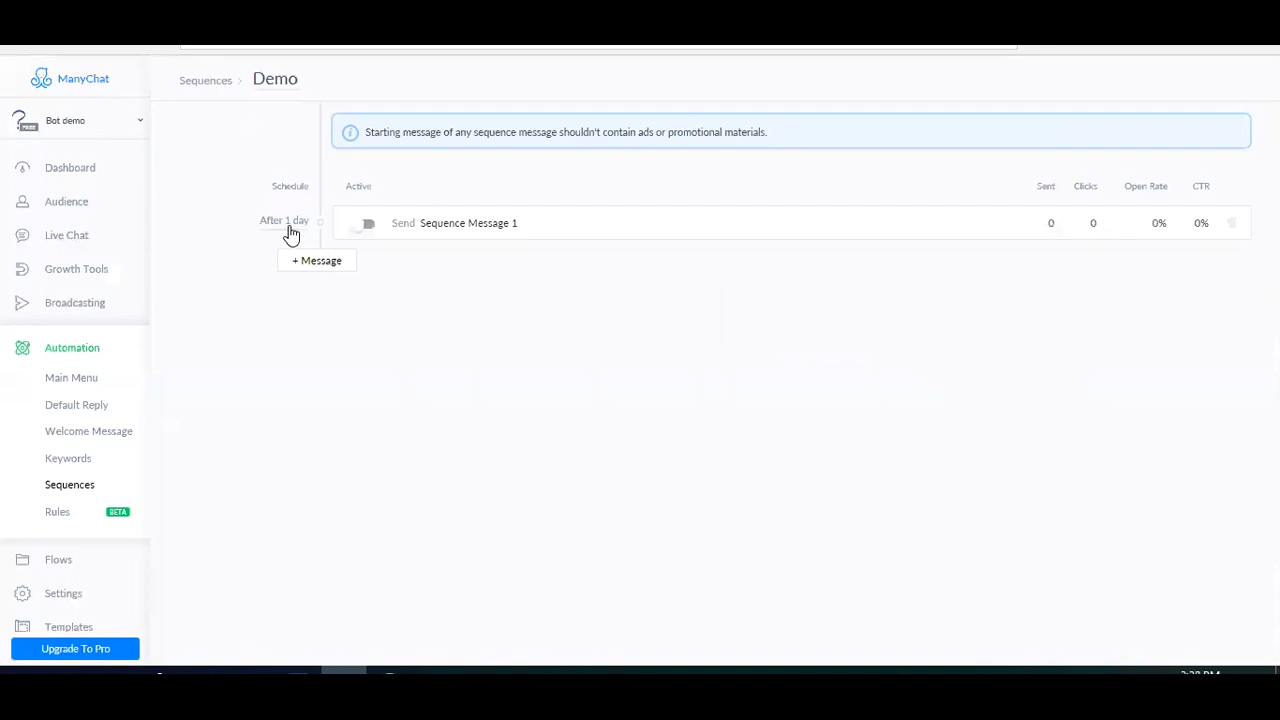 ManyChat
Sequences › Demo
Bot demo
Starting message of any sequence message shouldn't contain ads or promotional materials.
Dashboard
Schedule Active Sent Clicks Open Rate CTR
Audience
After 1 day Send Sequence Message 1 0 0 0% 0%
Live Chat
+ Message
Growth Tools
Broadcasting
Automation
Main Menu
Default Reply
Welcome Message
Keywords
Sequences
Rules BETA
Flows
Settings
Templates
Upgrade To Pro